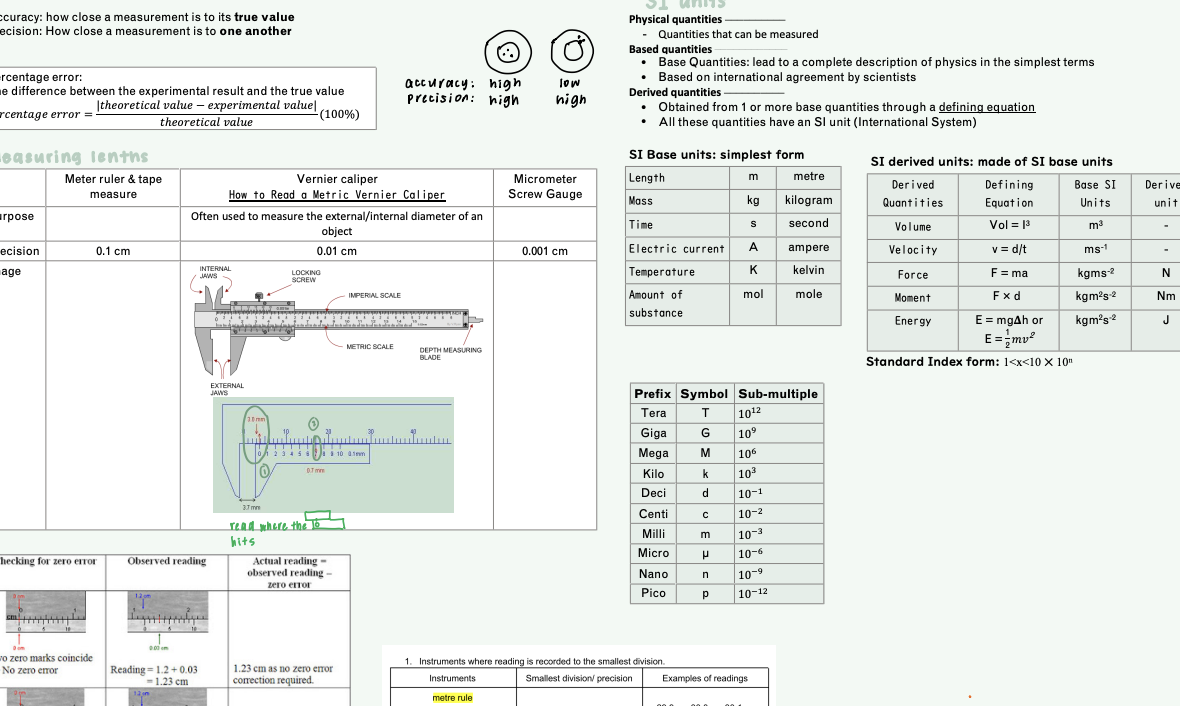 ccuracy: how close a measurement is to its true value
ecision: How close a measurement is to one another
accuracy: high low
Precision: high high
ercentage error:
ne difference between the experimental result and the true value
rcentage error = |theoretical value − experimental value| / theoretical value (100%)
easuring lenths
Meter ruler & tape measure
Vernier caliper
How to Read a Metric Vernier Caliper
Micrometer Screw Gauge
urpose
Often used to measure the external/internal diameter of an object
ecision 0.1 cm 0.01 cm 0.001 cm
age
INTERNAL JAWS
LOCKING SCREW
IMPERIAL SCALE
METRIC SCALE
DEPTH MEASURING BLADE
EXTERNAL JAWS
3.0 mm
10 20 30 40
0 1 2 3 4 5 6 7 8 9 10 0.1mm
0.7 mm
3.7 mm
read where the 10
hits
hecking for zero error
Observed reading
Actual reading = observed reading – zero error
0 cm
cm
0 5 10
0 cm
wo zero marks coincide
No zero error
1.2 cm
0 5 10
0.03 cm
Reading = 1.2 + 0.03
= 1.23 cm
1.23 cm as no zero error correction required.
1.2 cm
SI units
Physical quantities
- Quantities that can be measured
Based quantities
• Base Quantities: lead to a complete description of physics in the simplest terms
• Based on international agreement by scientists
Derived quantities
• Obtained from 1 or more base quantities through a defining equation
• All these quantities have an SI unit (International System)
SI Base units: simplest form
Length m metre
Mass kg kilogram
Time s second
Electric current A ampere
Temperature K kelvin
Amount of substance mol mole
SI derived units: made of SI base units
Derived Quantities
Defining Equation
Base SI Units
Derive unit
Volume Vol = l³ m³ -
Velocity v = d/t ms⁻¹ -
Force F = ma kgms⁻² N
Moment F × d kgm²s⁻² Nm
Energy E = mgΔh or E = ½mv² kgm²s⁻² J
Standard Index form: 1<x<10 × 10ⁿ
Prefix Symbol Sub-multiple
Tera T 10¹²
Giga G 10⁹
Mega M 10⁶
Kilo k 10³
Deci d 10⁻¹
Centi c 10⁻²
Milli m 10⁻³
Micro μ 10⁻⁶
Nano n 10⁻⁹
Pico p 10⁻¹²
1. Instruments where reading is recorded to the smallest division.
Instruments
Smallest division/ precision
Examples of readings
metre rule